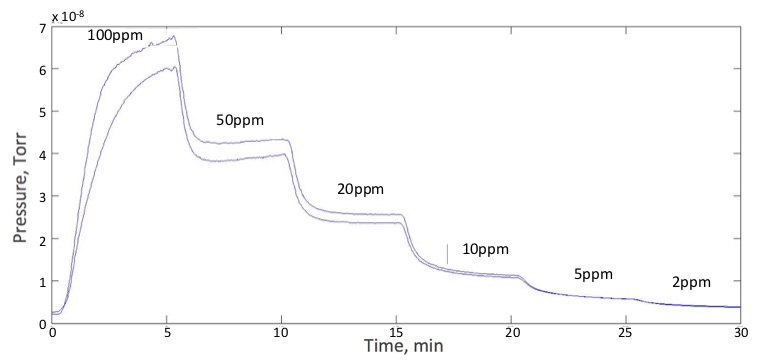 x 10-8
7
100ppm
6
5
50ppm
4
3
20ppm
2
10ppm
5ppm
2ppm
1
0
0 5 10 15 20 25 30
Pressure, Torr
Time, min